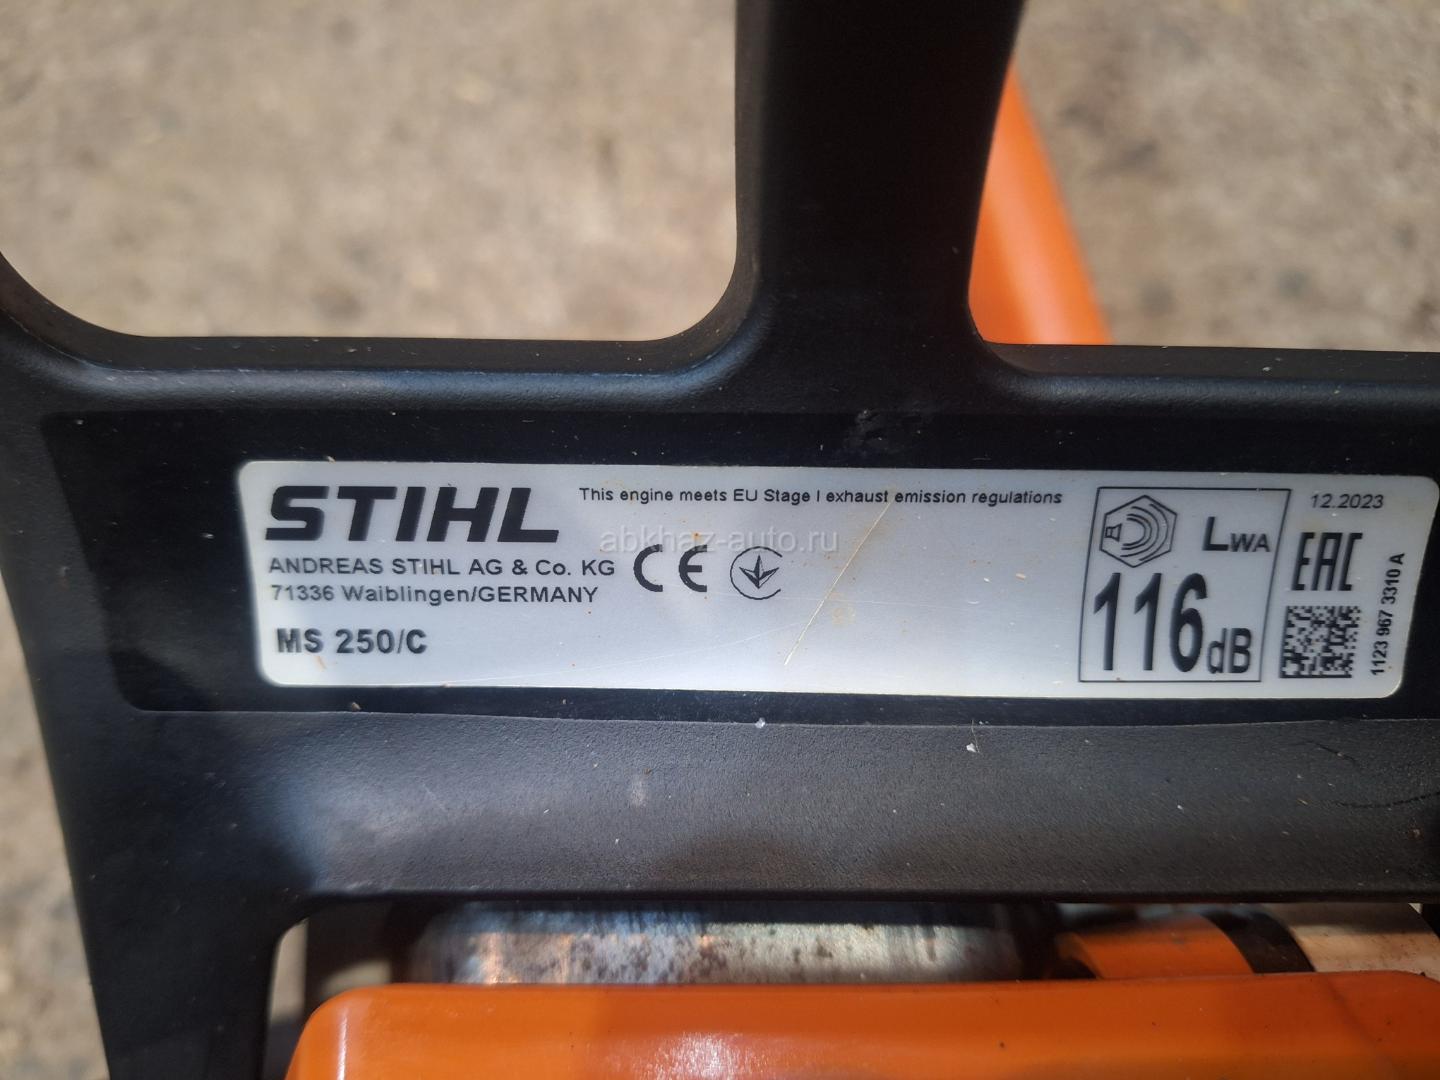 STIHL
This engine meets EU Stage I exhaust emission regulations
ANDREAS STIHL AG & Co. KG
71336 Waiblingen/GERMANY
MS 250/C
CE
LWA
116dB
12.2023
EAC
1123 967 3310 A
abkhaz-auto.ru